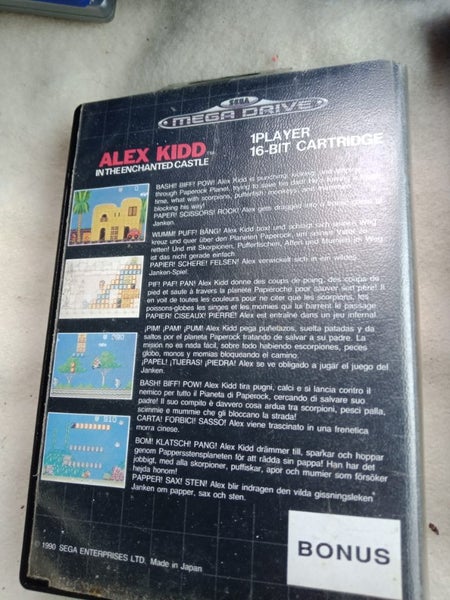 SEGA
MEGA DRIVE
ALEX KIDD™
IN THE ENCHANTED CASTLE
1 PLAYER
16-BIT CARTRIDGE
BASH! BIFF! POW! Alex Kidd is punching, kicking and
through Paperock Planet, trying to save his dad! He's having a
time, what with scorpions, pufferfish, monkeys, and mummies
blocking his way!
PAPER! SCISSORS! ROCK! Alex gets dragged into a
Janken.
WUMM! PUFF! BÄNG! Alex Kidd boxt und schlägt sich
kreuz und quer über den Planeten Paperock, um seinen Vater zu
retten! Und mit Skorpionen, Pufferfischen, Affen und Mumien
ist das nicht gerade einfach.
PAPIER! SCHERE! FELSEN! Alex verwickelt sich in ein wildes
Janken-Spiel.
PIF! PAF! PAN! Alex Kidd donne des coups de poing, des coups de
pied et saute à travers la planète Papieroche pour sauver son père! Il
en voit de toutes les couleurs pour ne citer que les scorpions, les
poissons-globes les singes et les momies qui lui barrent le passage.
PAPIER! CISEAUX! PIERRE! Alex est entraîné dans un jeu infernal.
¡PIM! ¡PAM! ¡PUM! Alex Kidd pega puñetazos, suelta patadas y da
saltos por el planeta Paperock tratando de salvar a su padre. La
misión no es nada fácil, sobre todo habiendo escorpiones, peces
globo, monos y momias bloqueando el camino.
¡PAPEL! ¡TIJERAS! ¡PIEDRA! Alex se ve obligado a jugar el juego del
Janken.
BASH! BIFF! POW! Alex Kidd tira pugni, calci e si lancia contro il
nemico per tutto il Pianeta di Paperock, cercando di salvare suo
padre! Il suo compito è davvero cosa ardua tra scorpioni, pesci palla,
scimmie e mummie che gli bloccano la strada!
CARTA! FORBICI! SASSO! Alex viene trascinato in una frenetica
morra cinese.
BOM! KLATSCH! PANG! Alex Kidd drämmer till, sparkar och hoppar
genom Pappersstensplaneten för att rädda sin pappa! Han har det
jobbigt, med alla skorpioner, puffiskar, apor och mumier som försöker
hejda honom!
PAPPER! SAX! STEN! Alex blir indragen den vilda gissningsleken
Janken om papper, sax och sten.
© 1990 SEGA ENTERPRISES LTD. Made in Japan
BONUS